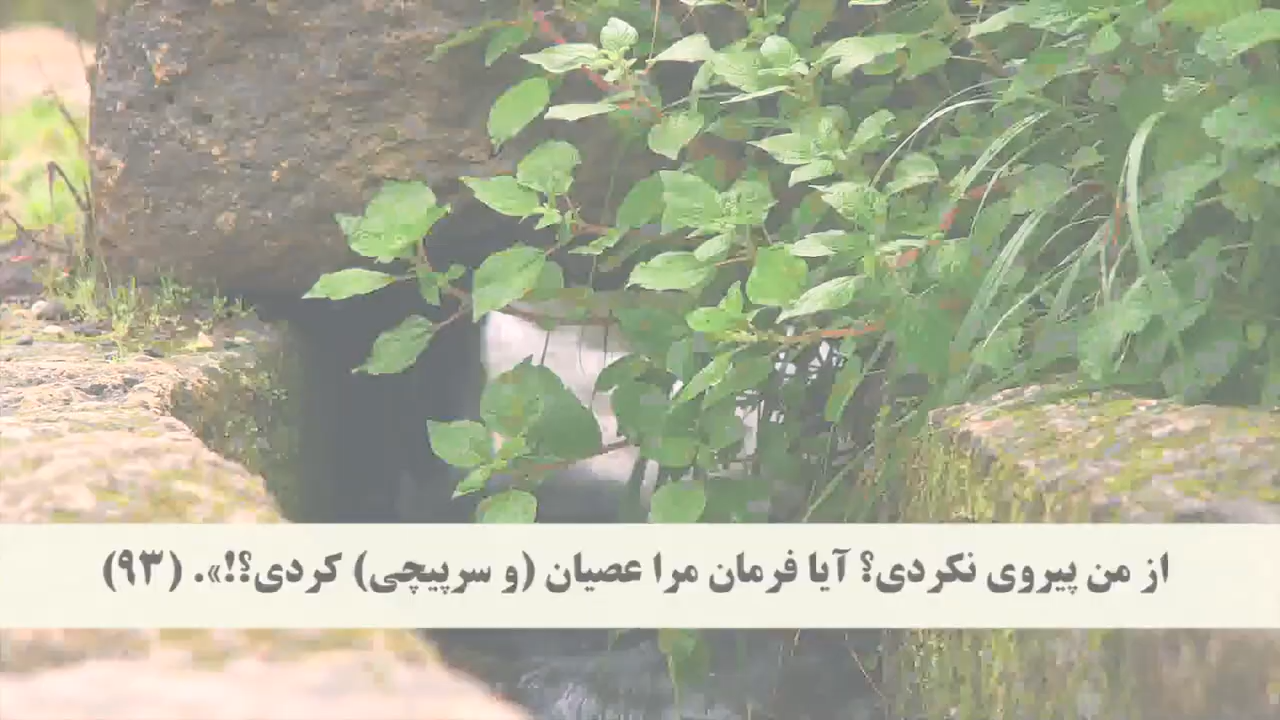 از من پیروی نکردی؟ آیا فرمان مرا عصیان (و سرپیچی) کردی؟!». (۹۳)